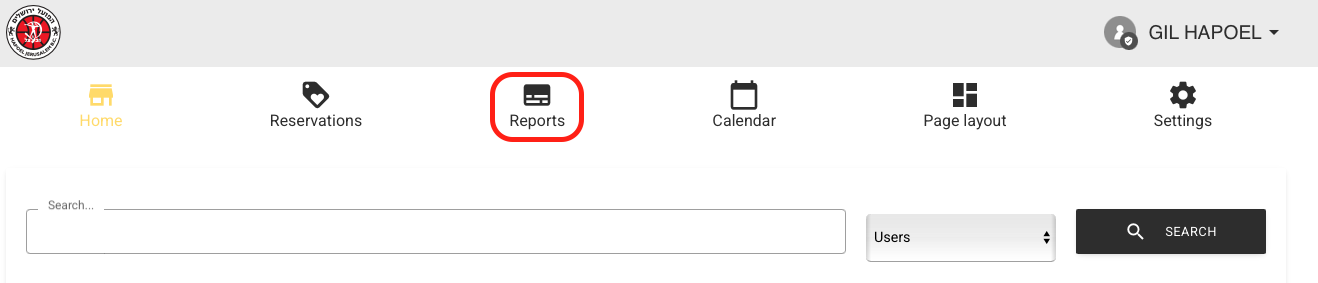 הפועל ירושלים
HAPOEL JERUSALEM B.C.
GIL HAPOEL
Home
Reservations
Reports
Calendar
Page layout
Settings
Search...
Users
SEARCH